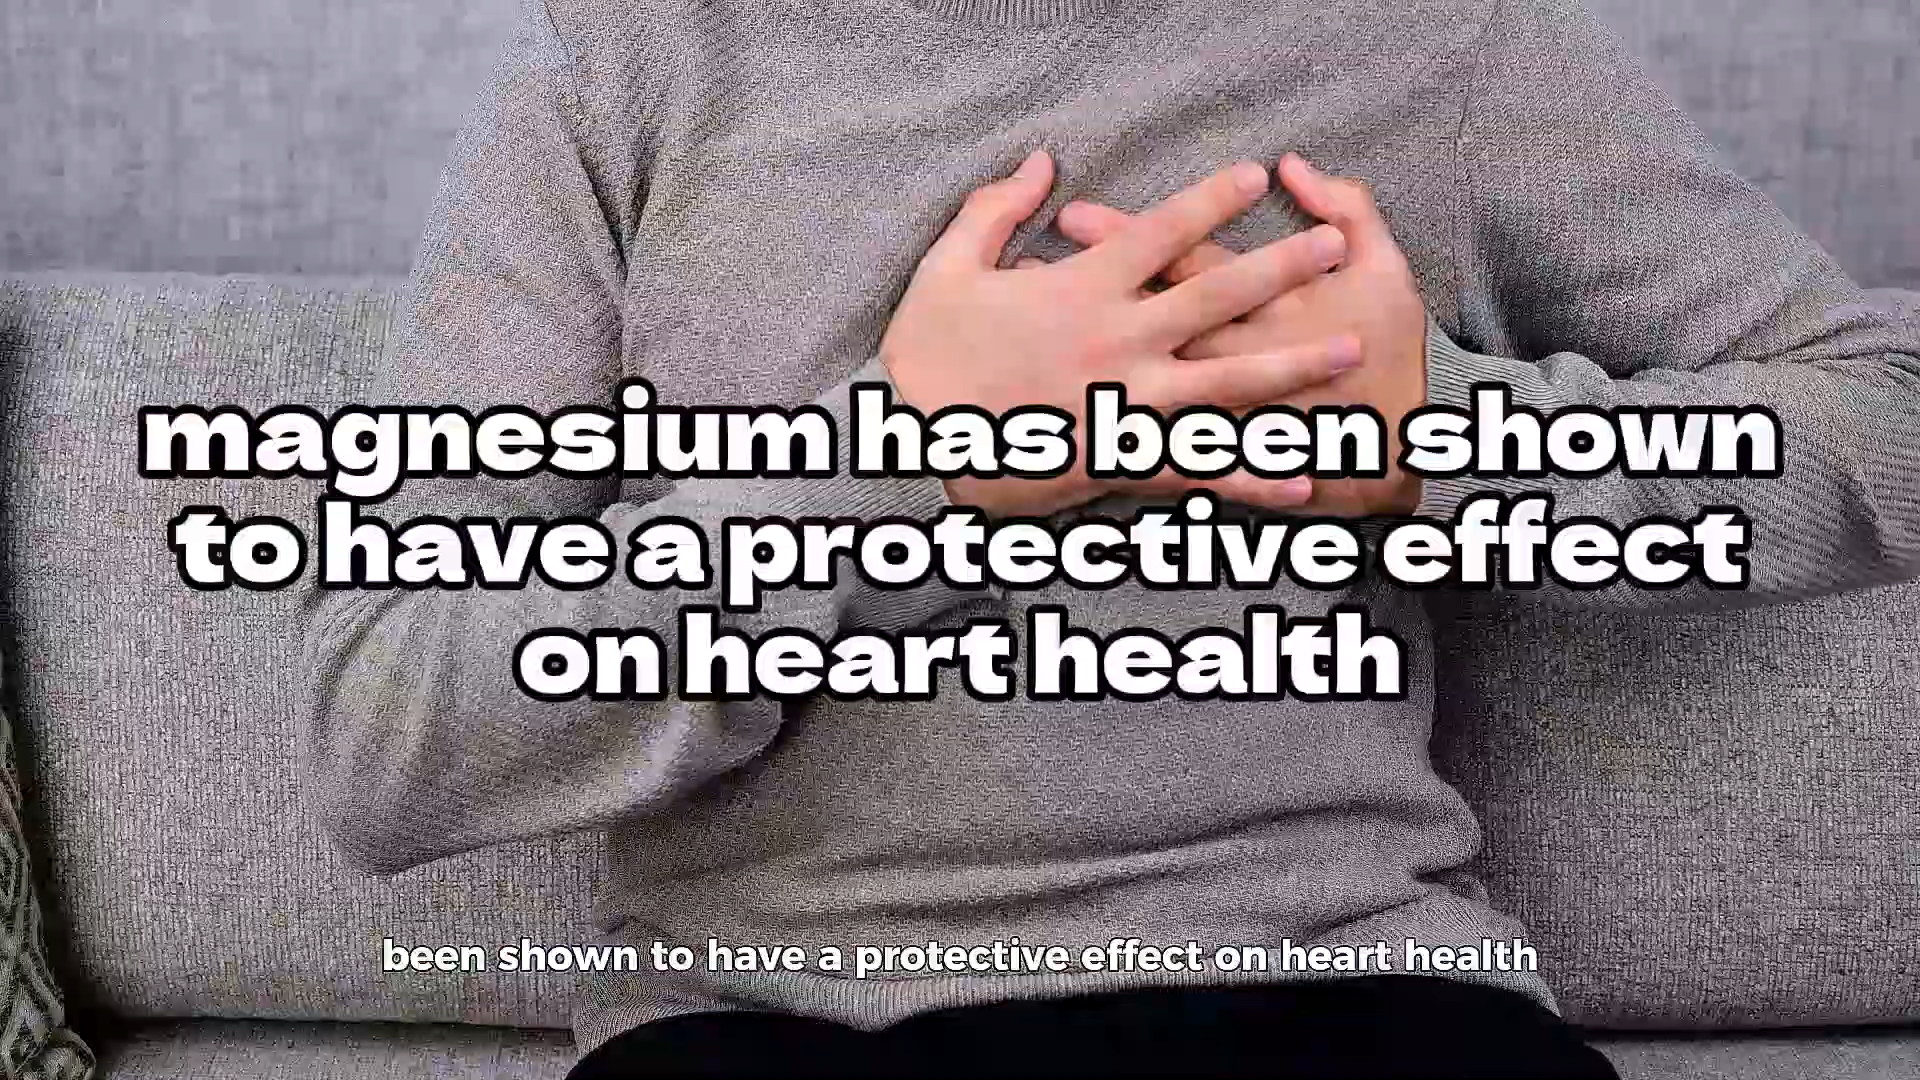 magnesium has been shown
to have a protective effect
on heart health
been shown to have a protective effect on heart health